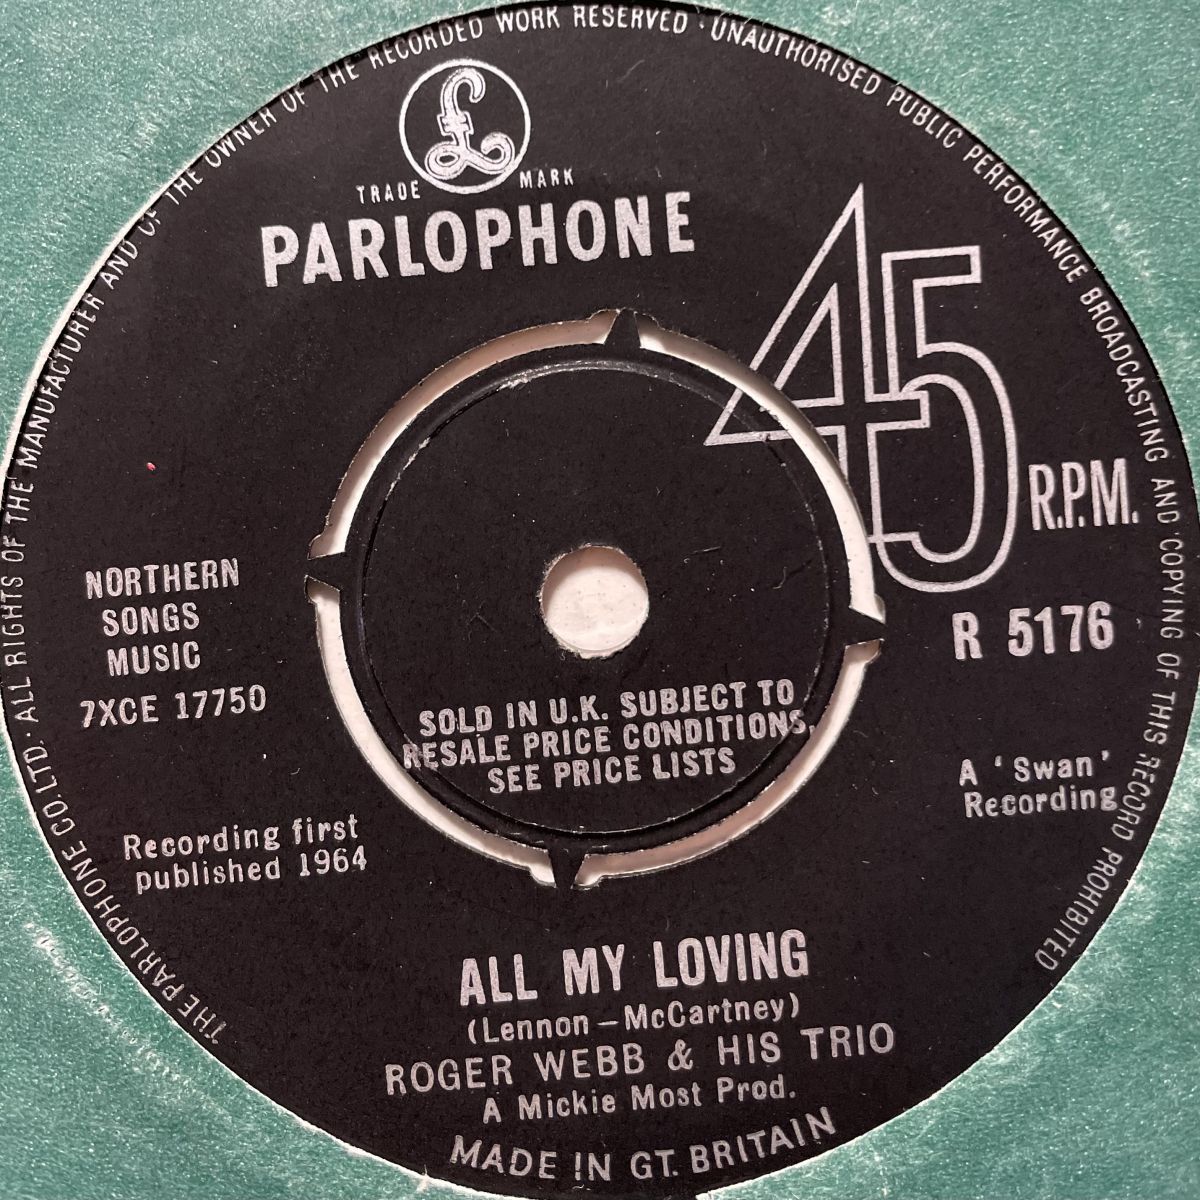 THE PARLOPHONE CO.LTD. · ALL RIGHTS OF THE MANUFACTURER AND OF THE OWNER OF THE RECORDED WORK RESERVED · UNAUTHORISED PUBLIC PERFORMANCE BROADCASTING AND COPYING OF THIS RECORD PROHIBITED
£
TRADE MARK
PARLOPHONE
45
R.P.M.
NORTHERN
SONGS
MUSIC
7XCE 17750
R 5176
SOLD IN U.K. SUBJECT TO
RESALE PRICE CONDITIONS,
SEE PRICE LISTS
A 'Swan'
Recording
Recording first
published 1964
ALL MY LOVING
(Lennon – McCartney)
ROGER WEBB & HIS TRIO
A Mickie Most Prod.
MADE IN GT. BRITAIN